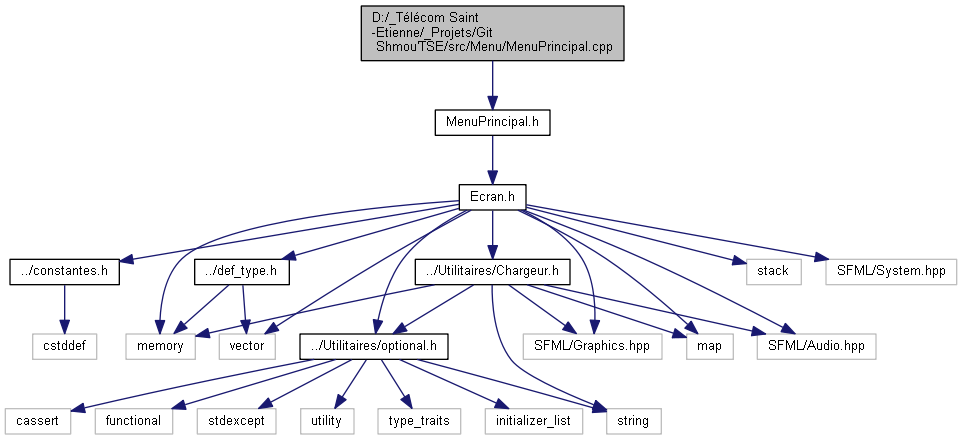 D:/_Télécom Saint
-Etienne/_Projets/Git
ShmouTSE/src/Menu/MenuPrincipal.cpp
MenuPrincipal.h
Ecran.h
../constantes.h
../def_type.h
../Utilitaires/Chargeur.h
stack
SFML/System.hpp
cstddef
memory
vector
../Utilitaires/optional.h
SFML/Graphics.hpp
map
SFML/Audio.hpp
cassert
functional
stdexcept
utility
type_traits
initializer_list
string